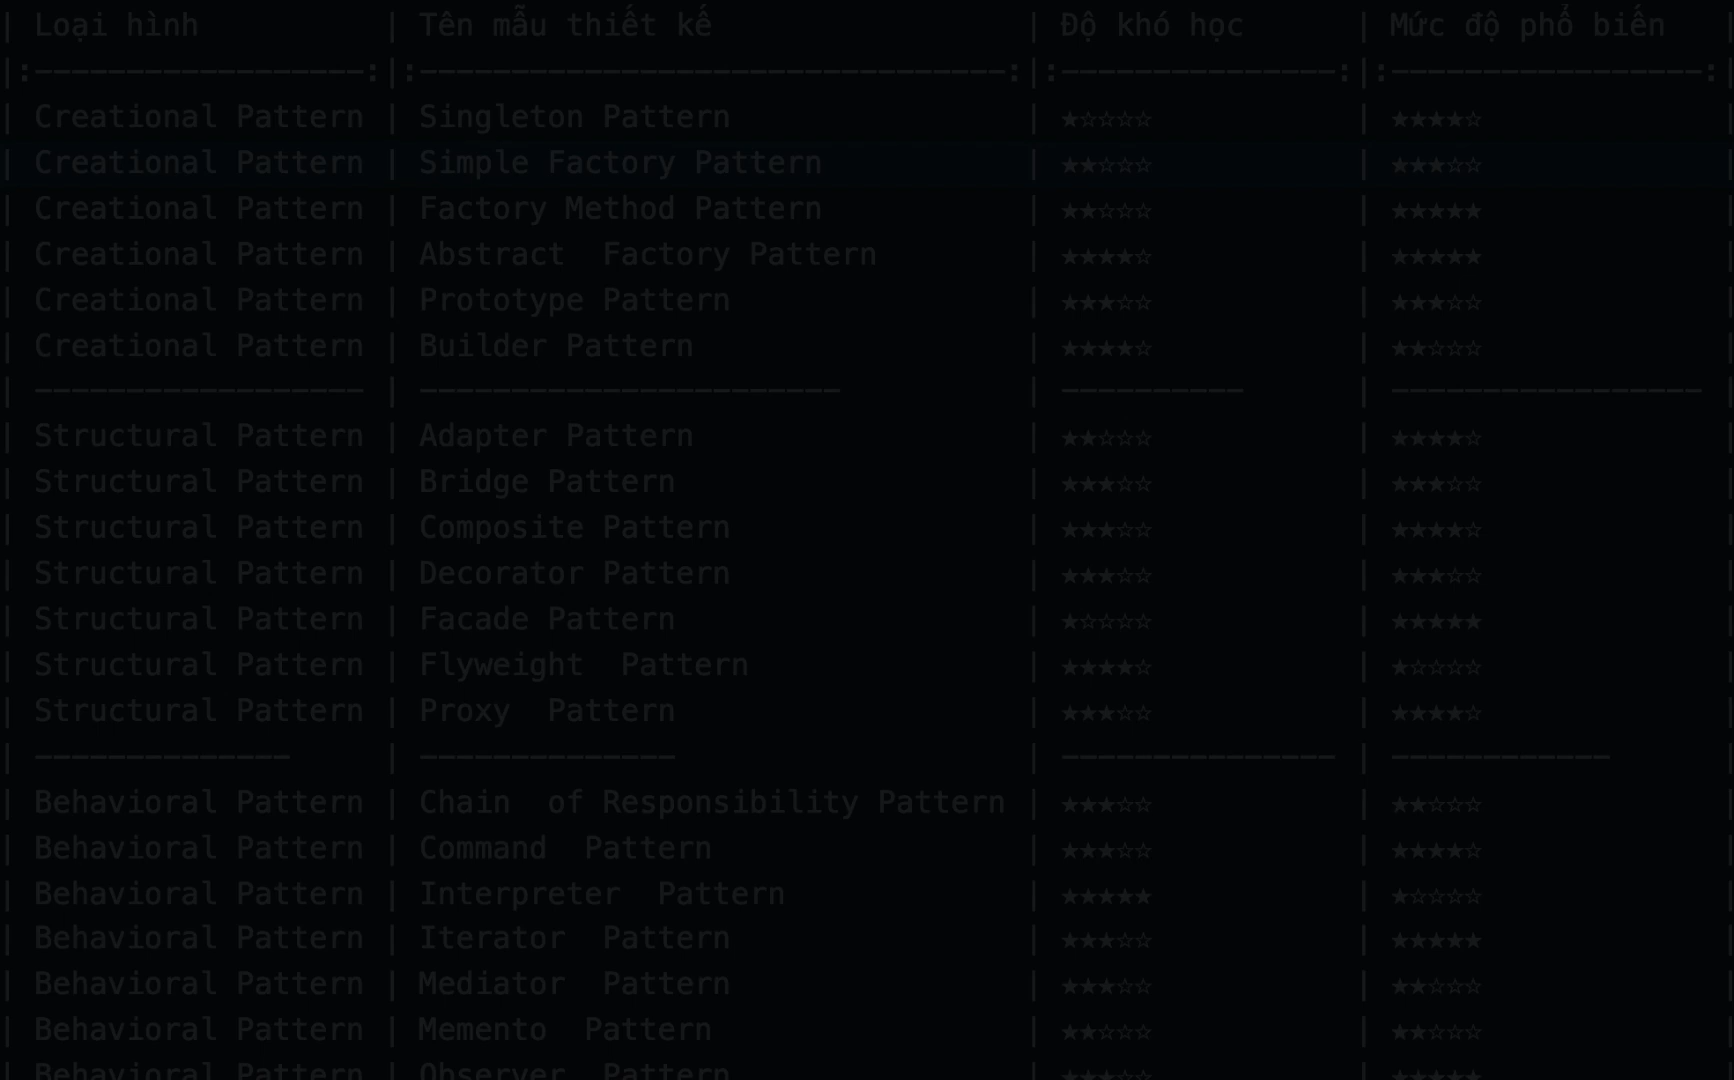 | Loại hình | Tên mẫu thiết kế | Độ khó học | Mức độ phổ biến |
|:------------------:|:--------------------------------:|:---------------:|:-----------------:|
| Creational Pattern | Singleton Pattern | ★☆☆☆☆ | ★★★★☆ |
| Creational Pattern | Simple Factory Pattern | ★★☆☆☆ | ★★★☆☆ |
| Creational Pattern | Factory Method Pattern | ★★☆☆☆ | ★★★★★ |
| Creational Pattern | Abstract  Factory Pattern | ★★★★☆ | ★★★★★ |
| Creational Pattern | Prototype Pattern | ★★★☆☆ | ★★★☆☆ |
| Creational Pattern | Builder Pattern | ★★★★☆ | ★★☆☆☆ |
| ------------------ | ----------------------- | ---------- | ----------------- |
| Structural Pattern | Adapter Pattern | ★★☆☆☆ | ★★★★☆ |
| Structural Pattern | Bridge Pattern | ★★★☆☆ | ★★★☆☆ |
| Structural Pattern | Composite Pattern | ★★★☆☆ | ★★★★☆ |
| Structural Pattern | Decorator Pattern | ★★★☆☆ | ★★★☆☆ |
| Structural Pattern | Facade Pattern | ★☆☆☆☆ | ★★★★★ |
| Structural Pattern | Flyweight  Pattern | ★★★★☆ | ★☆☆☆☆ |
| Structural Pattern | Proxy  Pattern | ★★★☆☆ | ★★★★☆ |
| -------------- | -------------- | --------------- | ------------ |
| Behavioral Pattern | Chain  of Responsibility Pattern | ★★★☆☆ | ★★☆☆☆ |
| Behavioral Pattern | Command  Pattern | ★★★☆☆ | ★★★★☆ |
| Behavioral Pattern | Interpreter  Pattern | ★★★★★ | ★☆☆☆☆ |
| Behavioral Pattern | Iterator  Pattern | ★★★☆☆ | ★★★★★ |
| Behavioral Pattern | Mediator  Pattern | ★★★☆☆ | ★★☆☆☆ |
| Behavioral Pattern | Memento  Pattern | ★★☆☆☆ | ★★☆☆☆ |
| Behavioral Pattern | Observer  Pattern | ★★★☆☆ | ★★★★★ |